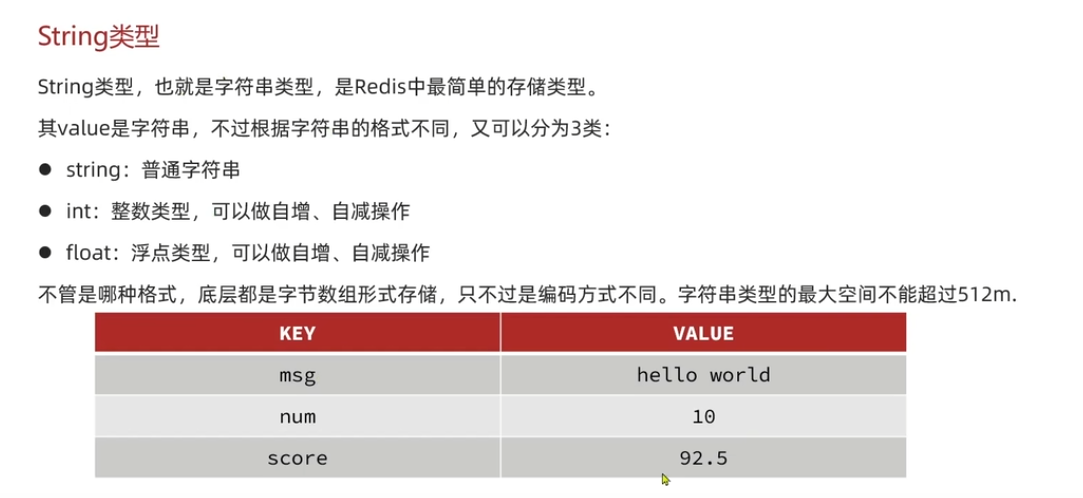 String类型
String类型，也就是字符串类型，是Redis中最简单的存储类型。
其value是字符串，不过根据字符串的格式不同，又可以分为3类：
● string：普通字符串
● int：整数类型，可以做自增、自减操作
● float：浮点类型，可以做自增、自减操作
不管是哪种格式，底层都是字节数组形式存储，只不过是编码方式不同。字符串类型的最大空间不能超过512m.
KEY VALUE
msg hello world
num 10
score 92.5